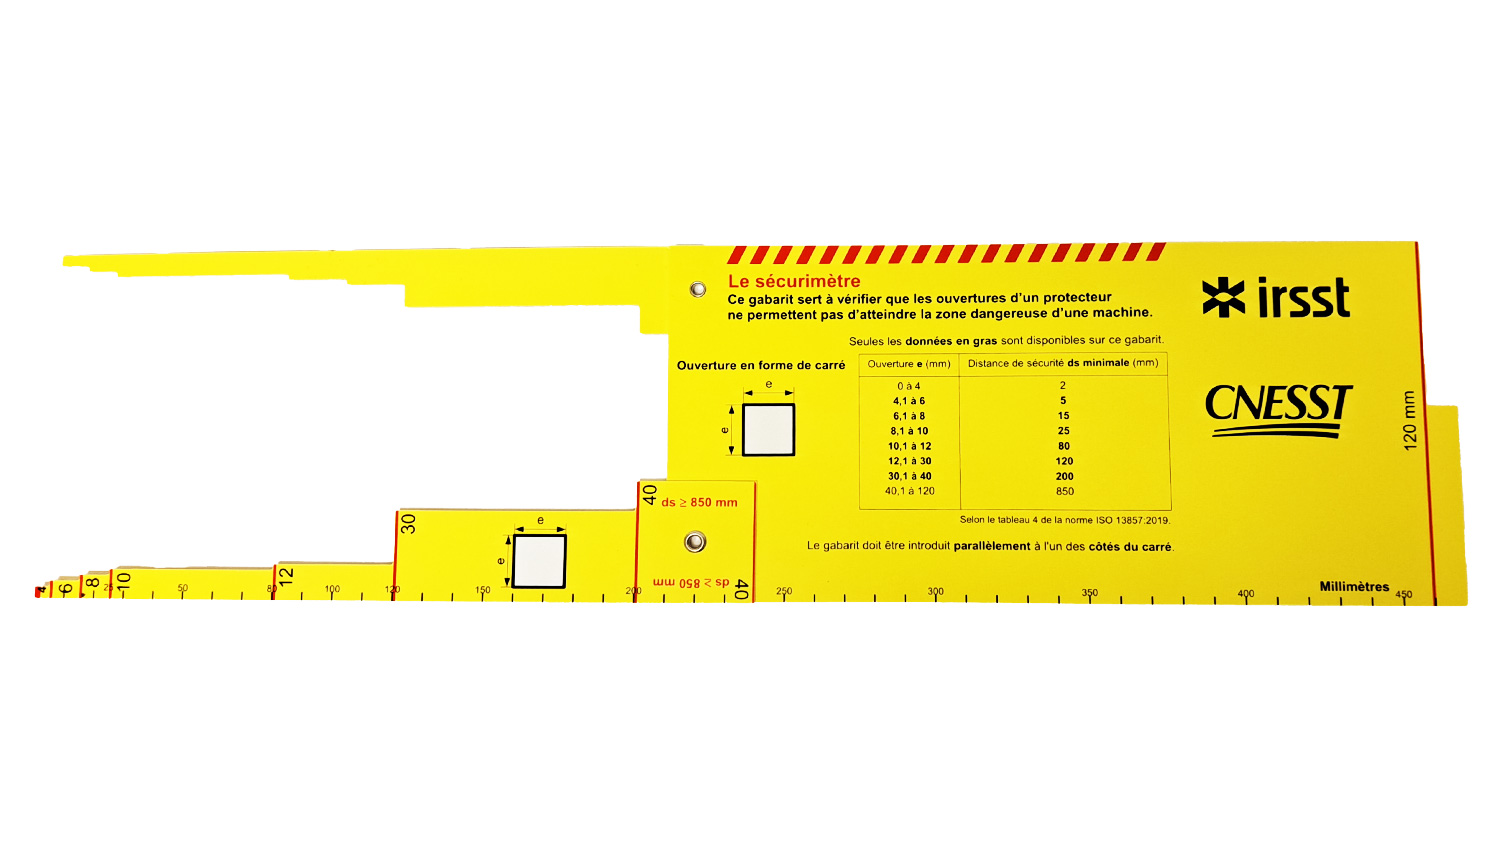 Le sécurimètre
Ce gabarit sert à vérifier que les ouvertures d'un protecteur
ne permettent pas d'atteindre la zone dangereuse d'une machine.
irsst
Seules les données en gras sont disponibles sur ce gabarit.
Ouverture en forme de carré
e
e
Ouverture e (mm) Distance de sécurité ds minimale (mm)
0 à 4 2
4,1 à 6 5
6,1 à 8 15
8,1 à 10 25
10,1 à 12 80
12,1 à 30 120
30,1 à 40 200
40,1 à 120 850
CNESST
120 mm
Selon le tableau 4 de la norme ISO 13857:2019.
Le gabarit doit être introduit parallèlement à l'un des côtés du carré.
40
ds ≥ 850 mm
ds ≥ 850 mm
40
30
e
e
12
10
8
6
4
25 50 80 100 120 150 200 250 300 350 400 450
Millimètres